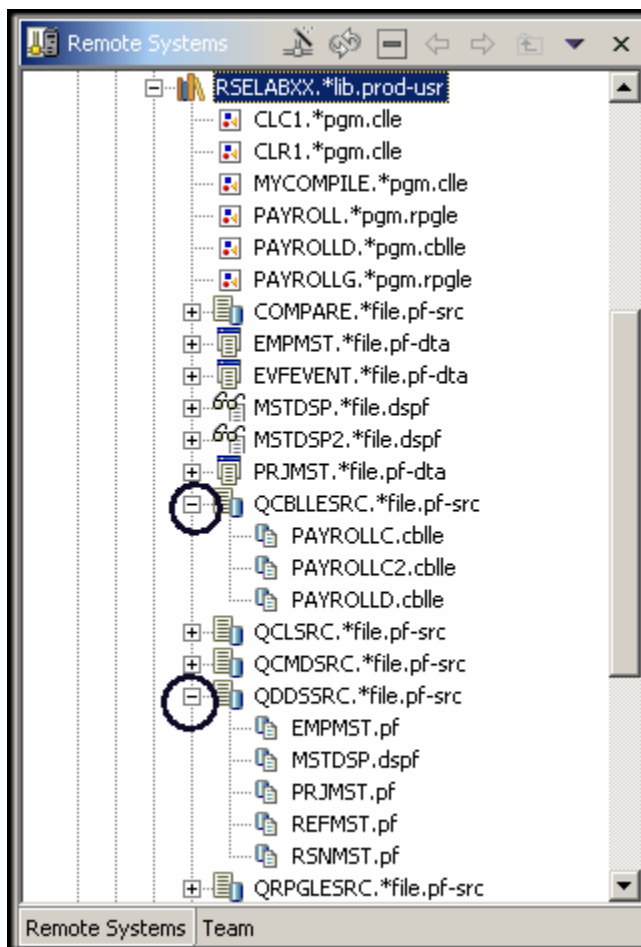 Remote Systems
RSELABXX.*lib.prod-usr
CLC1.*pgm.clle
CLR1.*pgm.clle
MYCOMPILE.*pgm.clle
PAYROLL.*pgm.rpgle
PAYROLLD.*pgm.cblle
PAYROLLG.*pgm.rpgle
COMPARE.*file.pf-src
EMPMST.*file.pf-dta
EVFEVENT.*file.pf-dta
MSTDSP.*file.dspf
MSTDSP2.*file.dspf
PRJMST.*file.pf-dta
QCBLLESRC.*file.pf-src
PAYROLLC.cblle
PAYROLLC2.cblle
PAYROLLD.cblle
QCLSRC.*file.pf-src
QCMDSRC.*file.pf-src
QDDSSRC.*file.pf-src
EMPMST.pf
MSTDSP.dspf
PRJMST.pf
REFMST.pf
RSNMST.pf
QRPGLESRC.*file.pf-src
Remote Systems Team